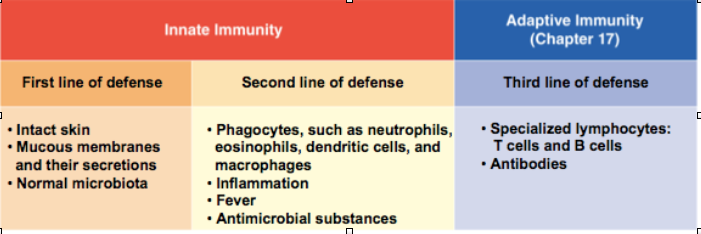 Innate Immunity
Adaptive Immunity
(Chapter 17)
First line of defense
Second line of defense
Third line of defense
• Intact skin
• Mucous membranes
and their secretions
• Normal microbiota
• Phagocytes, such as neutrophils,
eosinophils, dendritic cells, and
macrophages
• Inflammation
• Fever
• Antimicrobial substances
• Specialized lymphocytes:
T cells and B cells
• Antibodies